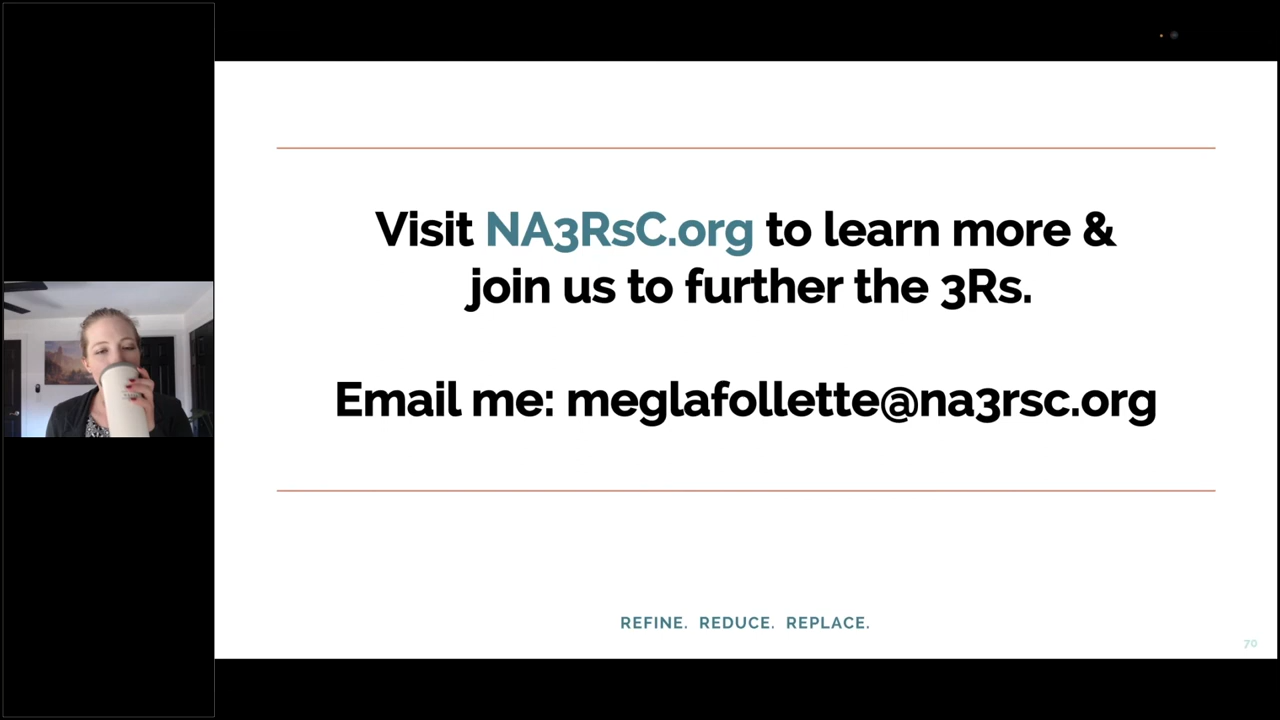 Visit NA3RsC.org to learn more &
join us to further the 3Rs.
Email me: meglafollette@na3rsc.org
REFINE. REDUCE. REPLACE.
70